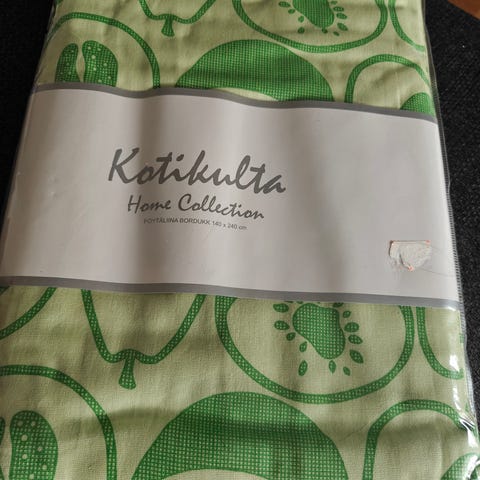 Kotikulta
Home Collection
PÖYTÄLIINA BORDUKK 140 x 240 cm